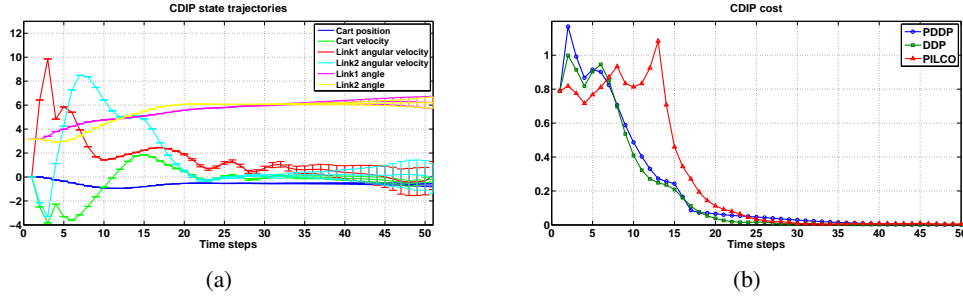 CDIP state trajectories
12
10
8
6
4
2
0
−2
−4
0
5
10
15
20
25
30
35
40
45
50
Time steps
Cart position
Cart velocity
Link1 angular velocity
Link2 angular velocity
Link1 angle
Link2 angle
(a)
CDIP cost
1
0.8
0.6
0.4
0.2
0
0
5
10
15
20
25
30
35
40
45
50
Time steps
PDDP
DDP
PILCO
(b)